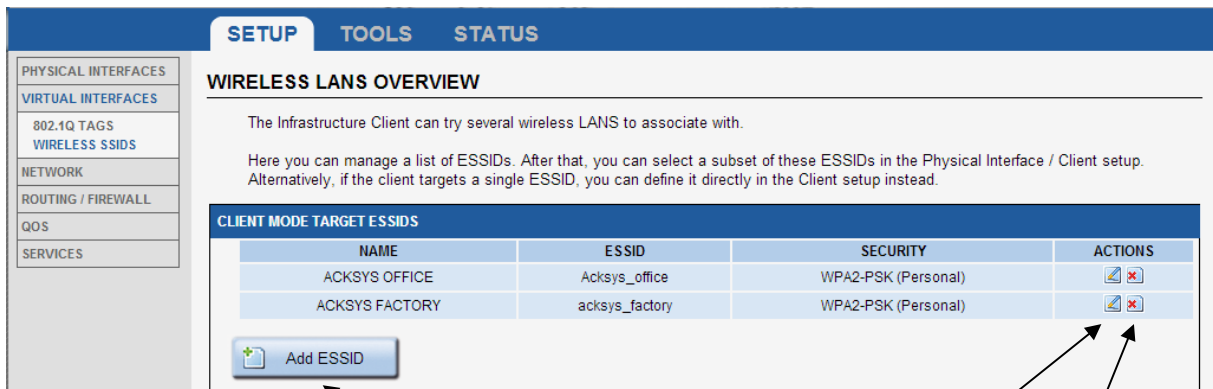 SETUP TOOLS STATUS
PHYSICAL INTERFACES
VIRTUAL INTERFACES
802.1Q TAGS
WIRELESS SSIDS
NETWORK
ROUTING / FIREWALL
QOS
SERVICES
WIRELESS LANS OVERVIEW
The Infrastructure Client can try several wireless LANS to associate with.
Here you can manage a list of ESSIDs. After that, you can select a subset of these ESSIDs in the Physical Interface / Client setup.
Alternatively, if the client targets a single ESSID, you can define it directly in the Client setup instead.
CLIENT MODE TARGET ESSIDS
NAME ESSID SECURITY ACTIONS
ACKSYS OFFICE Acksys_office WPA2-PSK (Personal)
ACKSYS FACTORY acksys_factory WPA2-PSK (Personal)
Add ESSID